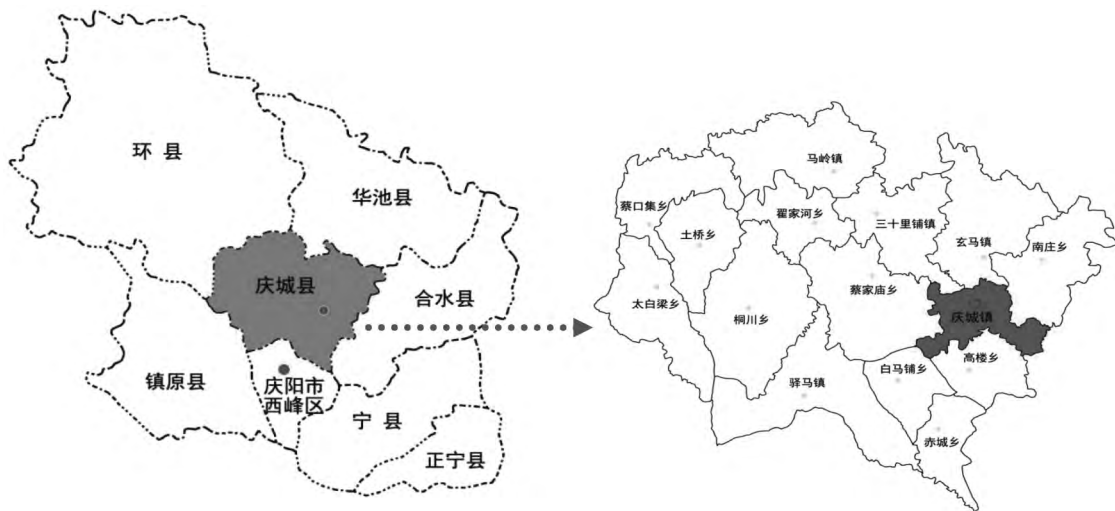 环 县
华池县
庆城县
合水县
镇原县
庆阳市
西峰区
宁 县
正宁县
马岭镇
蔡口集乡
土桥乡
翟家河乡
三十里铺镇
玄马镇
南庄乡
太白梁乡
桐川乡
蔡家庙乡
庆城镇
白马铺乡
高楼乡
驿马镇
赤城乡